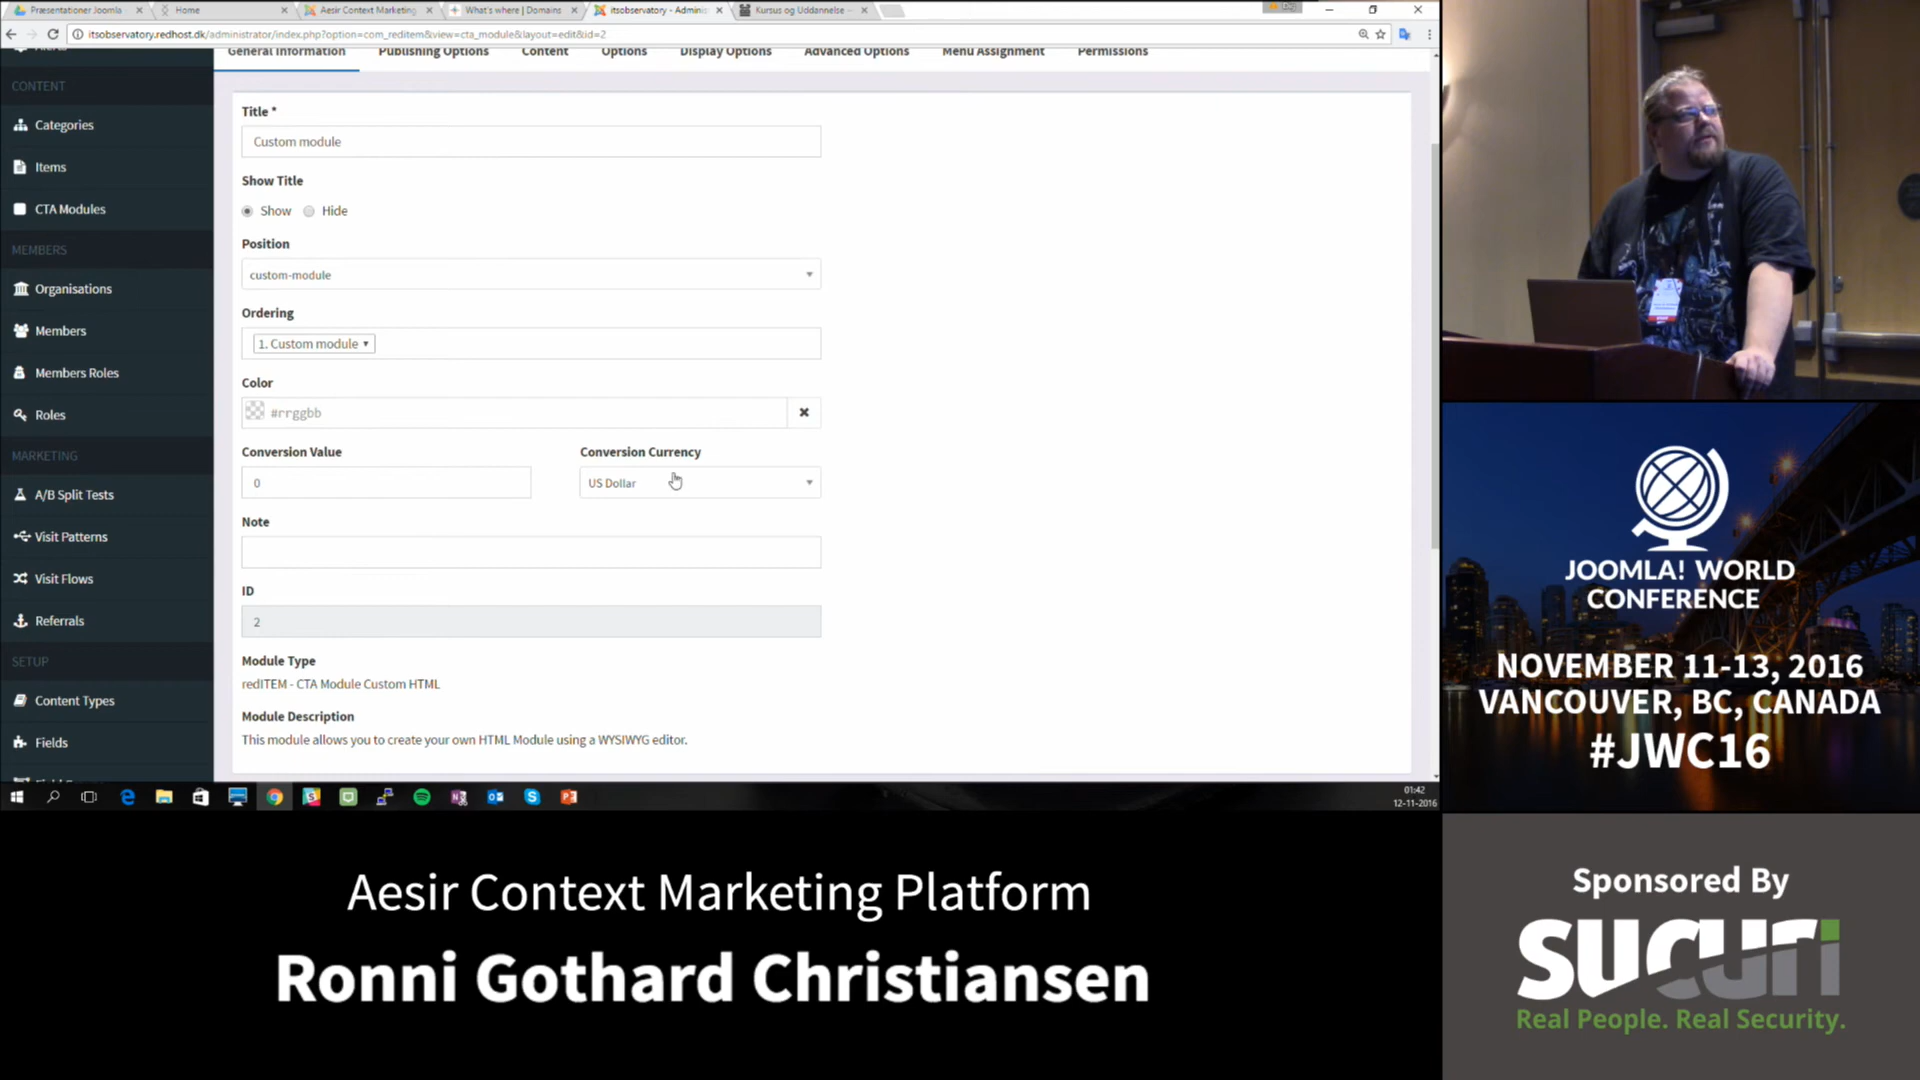 Præsentationer Joomla
Home
Aesir Context Marketing
What's where | Domains
itsobservatory - Adminis
Kursus og Uddannelse -
itsobservatory.redhost.dk/administrator/index.php?option=com_reditem&view=cta_module&layout=edit&id=2
General Information
Publishing Options
Content
Options
Display Options
Advanced Options
Menu Assignment
Permissions
CONTENT
Categories
Items
CTA Modules
MEMBERS
Organisations
Members
Members Roles
Roles
MARKETING
A/B Split Tests
Visit Patterns
Visit Flows
Referrals
SETUP
Content Types
Fields
Title *
Custom module
Show Title
Show
Hide
Position
custom-module
Ordering
1. Custom module
Color
#rrggbb
Conversion Value
Conversion Currency
0
US Dollar
Note
ID
2
Module Type
redITEM - CTA Module Custom HTML
Module Description
This module allows you to create your own HTML Module using a WYSIWYG editor.
01:42
12-11-2016
JOOMLA! WORLD
CONFERENCE
NOVEMBER 11-13, 2016
VANCOUVER, BC, CANADA
#JWC16
Aesir Context Marketing Platform
Ronni Gothard Christiansen
Sponsored By
SUCURI
Real People. Real Security.